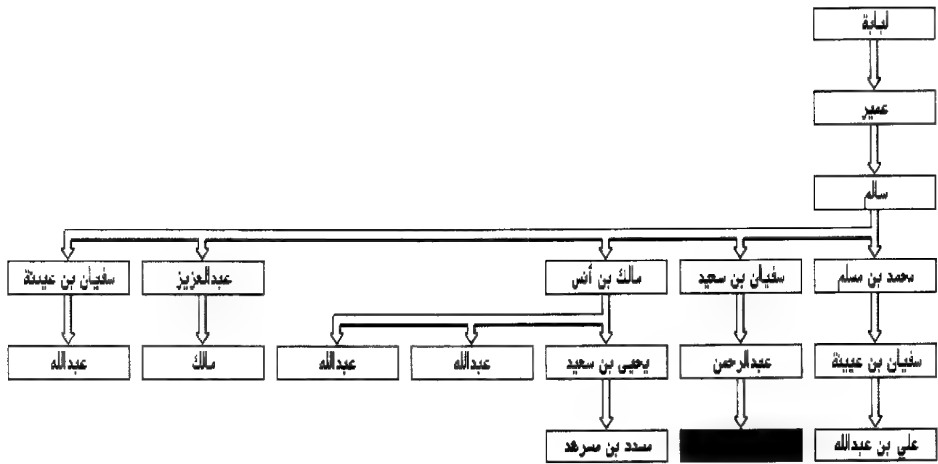 لبابة
عمير
سالم
محمد بن مسلم
سفيان بن سعيد
مالك بن أنس
عبدالعزيز
سفيان بن عيينة
سفيان بن عيينة
عبدالرحمن
يحيى بن سعيد
عبدالله
عبدالله
مالك
عبدالله
علي بن عبدالله
مسدد بن مسرهد